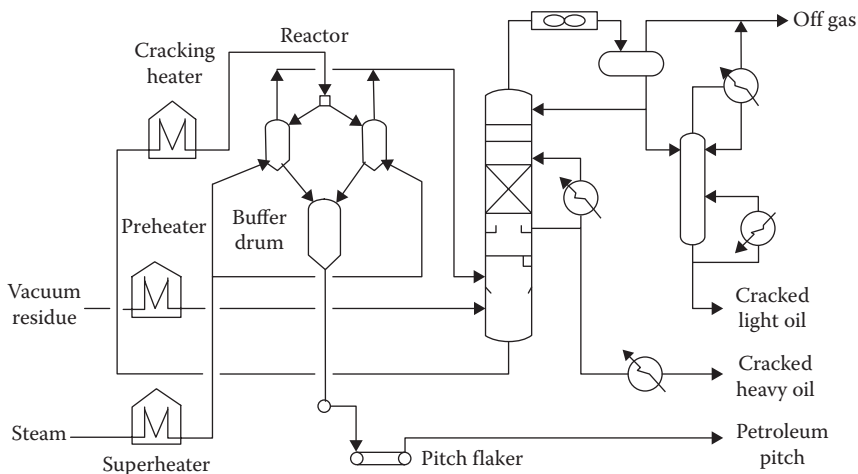 Off gas
Reactor
Cracking
heater
Preheater
Buffer
drum
Vacuum
residue
Cracked
light oil
Cracked
heavy oil
Steam
Superheater
Pitch flaker
Petroleum
pitch